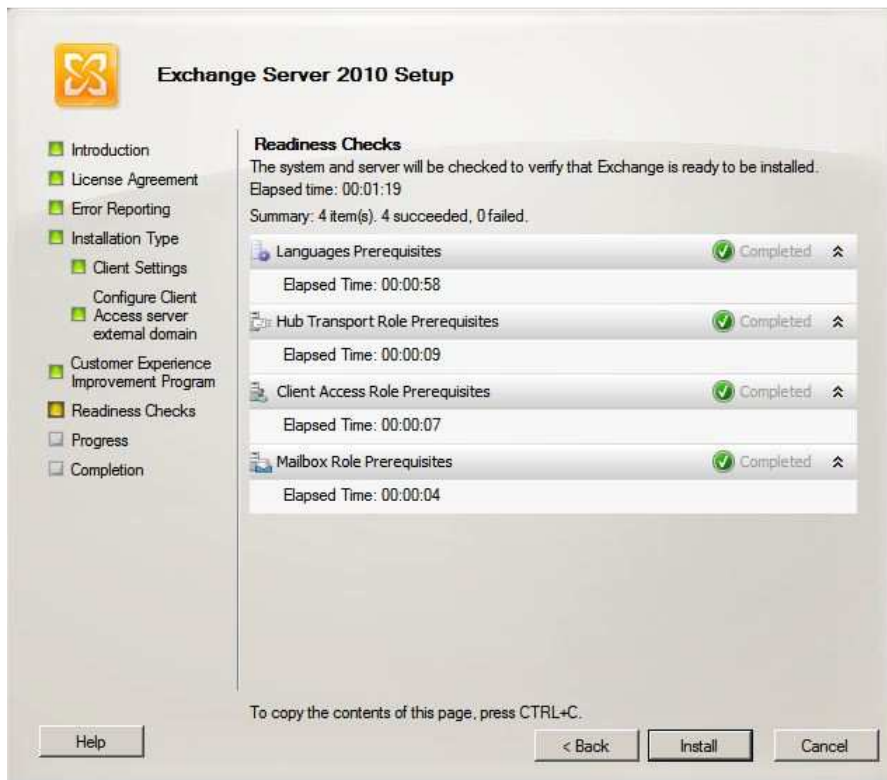 Exchange Server 2010 Setup
Introduction
License Agreement
Error Reporting
Installation Type
Client Settings
Configure Client
Access server
external domain
Customer Experience
Improvement Program
Readiness Checks
Progress
Completion
Readiness Checks
The system and server will be checked to verify that Exchange is ready to be installed.
Elapsed time: 00:01:19
Summary: 4 item(s). 4 succeeded, 0 failed.
Languages Prerequisites Completed
Elapsed Time: 00:00:58
Hub Transport Role Prerequisites Completed
Elapsed Time: 00:00:09
Client Access Role Prerequisites Completed
Elapsed Time: 00:00:07
Mailbox Role Prerequisites Completed
Elapsed Time: 00:00:04
To copy the contents of this page, press CTRL+C.
Help < Back Install Cancel